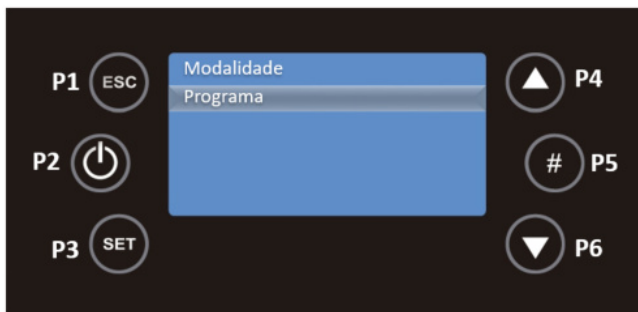 Modalidade
Programa
P1 ESC
P2
P3 SET
P4
# P5
P6